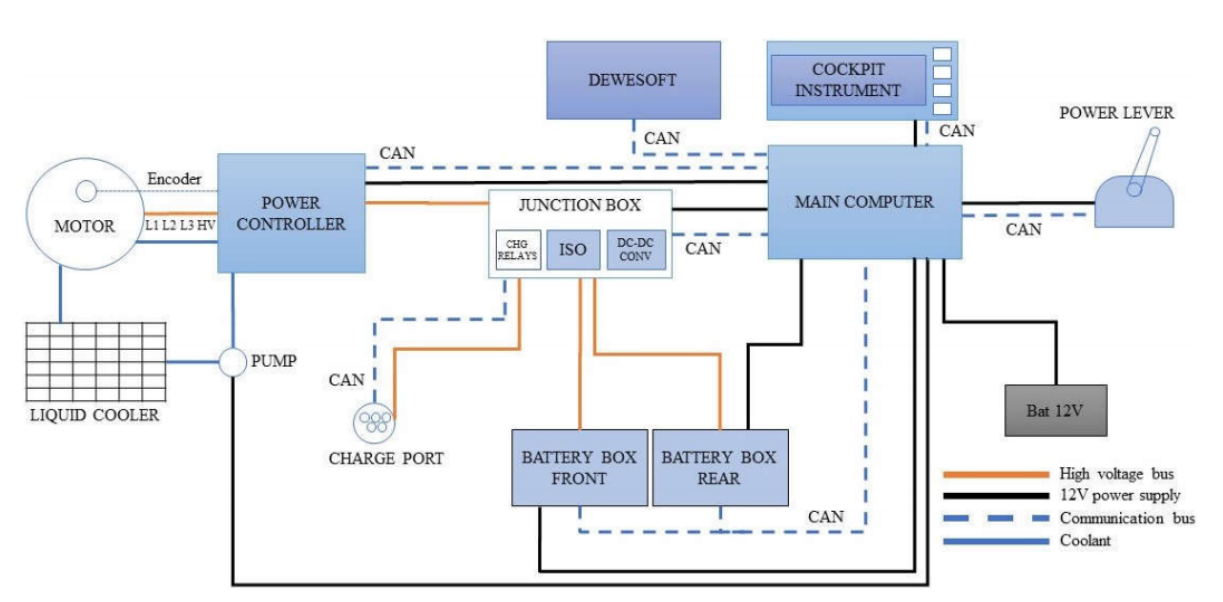 DEWESOFT
COCKPIT
INSTRUMENT
POWER LEVER
CAN
CAN
CAN
Encoder
MOTOR
L1 L2 L3 HV
POWER
CONTROLLER
JUNCTION BOX
CHG
RELAYS
ISO
DC-DC
CONV
CAN
MAIN COMPUTER
CAN
PUMP
LIQUID COOLER
CAN
CHARGE PORT
BATTERY BOX
FRONT
BATTERY BOX
REAR
CAN
Bat 12V
High voltage bus
12V power supply
Communication bus
Coolant